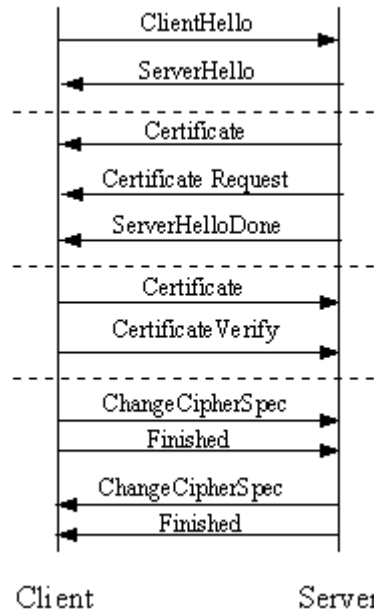 ClientHello
ServerHello
Certificate
Certificate Request
ServerHelloDone
Certificate
CertificateVerify
ChangeCipherSpec
Finished
ChangeCipherSpec
Finished
Client Server